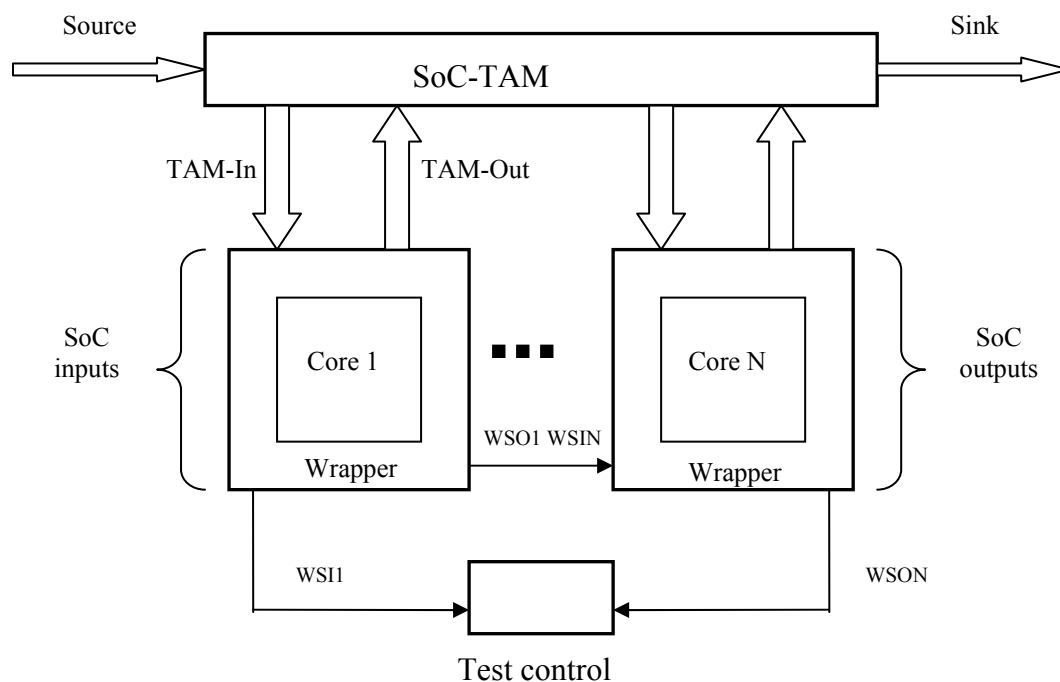 Source
Sink
SoC-TAM
TAM-In
TAM-Out
SoC
inputs
Core 1
Core N
SoC
outputs
WSO1 WSIN
Wrapper
Wrapper
WSI1
WSON
Test control